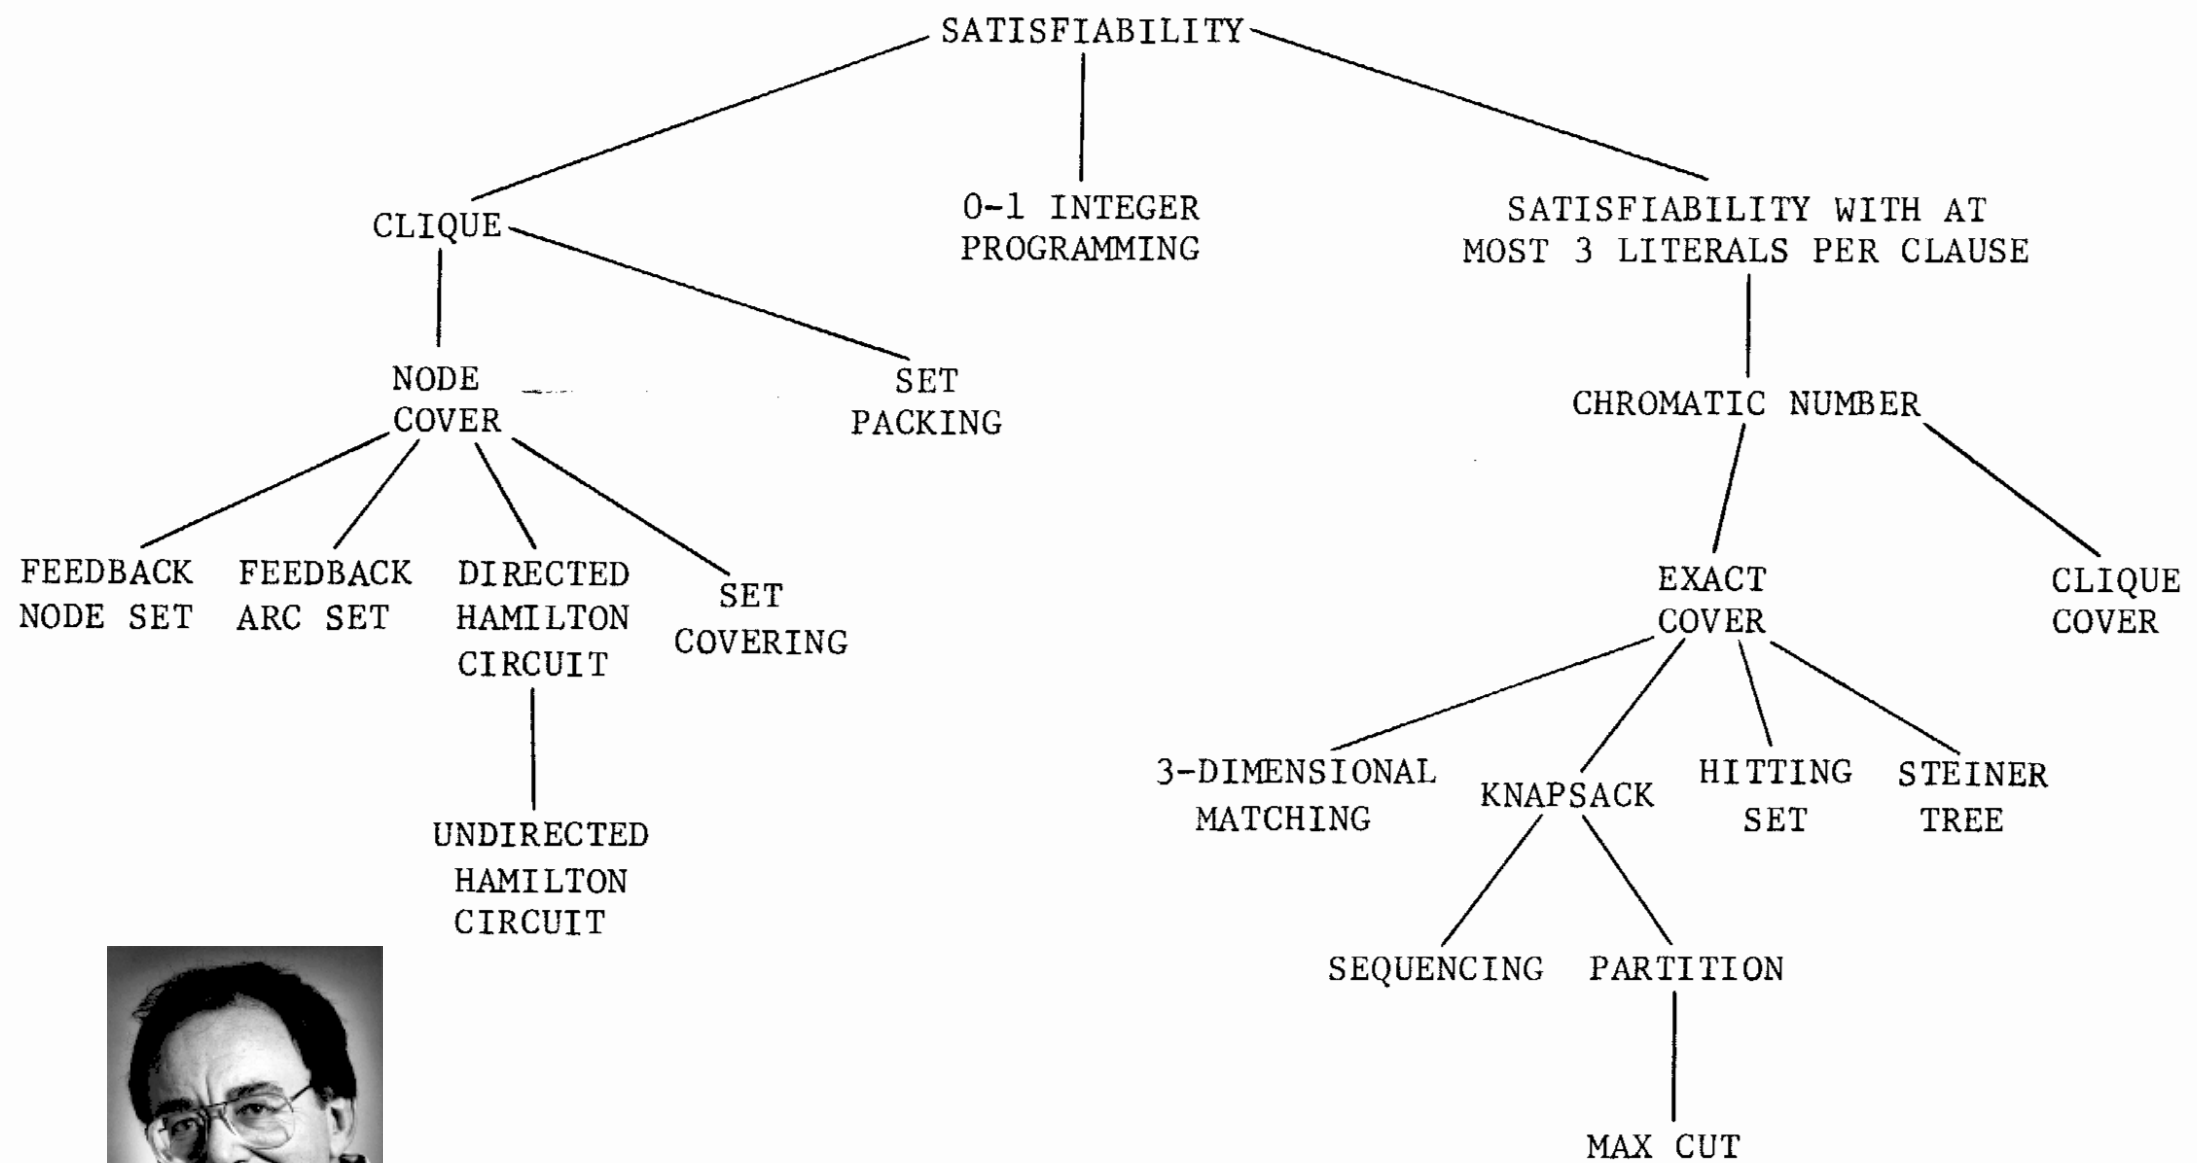 SATISFIABILITY
CLIQUE
0-1 INTEGER
PROGRAMMING
SATISFIABILITY WITH AT
MOST 3 LITERALS PER CLAUSE
NODE
COVER
SET
PACKING
CHROMATIC NUMBER
FEEDBACK
NODE SET
FEEDBACK
ARC SET
DIRECTED
HAMILTON
CIRCUIT
SET
COVERING
EXACT
COVER
CLIQUE
COVER
UNDIRECTED
HAMILTON
CIRCUIT
3-DIMENSIONAL
MATCHING
KNAPSACK
HITTING
SET
STEINER
TREE
SEQUENCING
PARTITION
MAX CUT